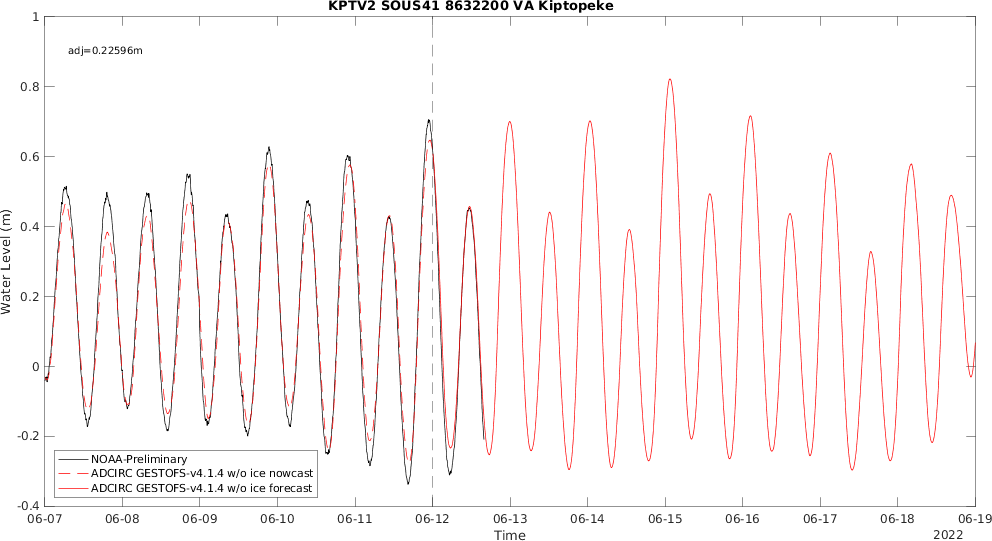 KPTV2 SOUS41 8632200 VA Kiptopeke
1
0.8
0.6
0.4
0.2
0
-0.2
-0.4
Water Level (m)
adj=0.22596m
NOAA-Preliminary
ADCIRC GESTOFS-v4.1.4 w/o ice nowcast
ADCIRC GESTOFS-v4.1.4 w/o ice forecast
06-07 06-08 06-09 06-10 06-11 06-12 06-13 06-14 06-15 06-16 06-17 06-18 06-19
Time
2022